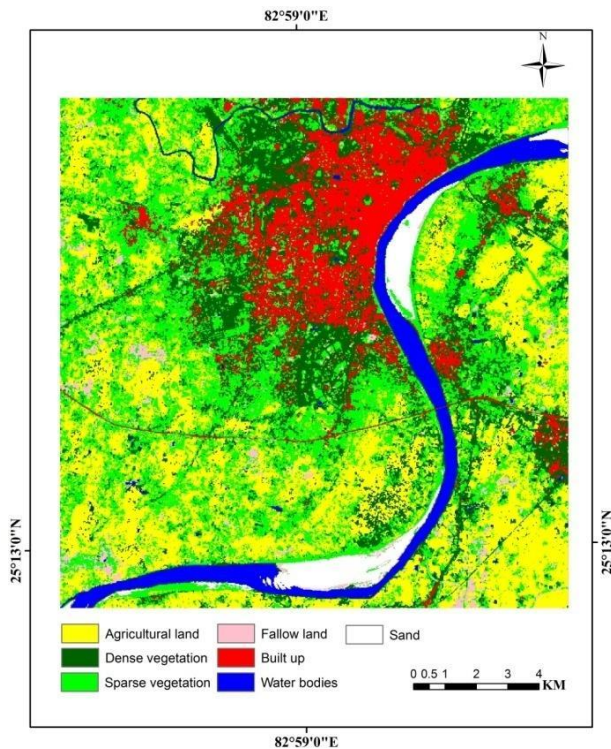 82°59'0"E
N
25°13'0"N
25°13'0"N
Agricultural land
Fallow land
Sand
Dense vegetation
Built up
Sparse vegetation
Water bodies
0 0.5 1 2 3 4
KM
82°59'0"E